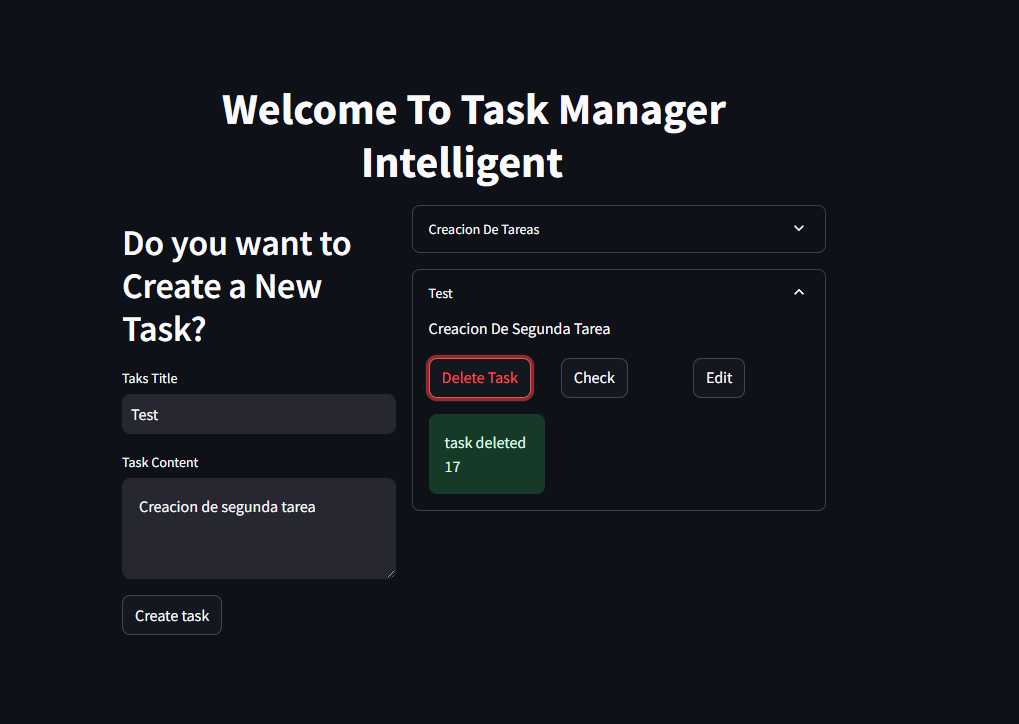 Welcome To Task Manager
Intelligent
Do you want to
Create a New
Task?
Taks Title
Test
Task Content
Creacion de segunda tarea
Create task
Creacion De Tareas
Test
Creacion De Segunda Tarea
Delete Task
Check
Edit
task deleted
17